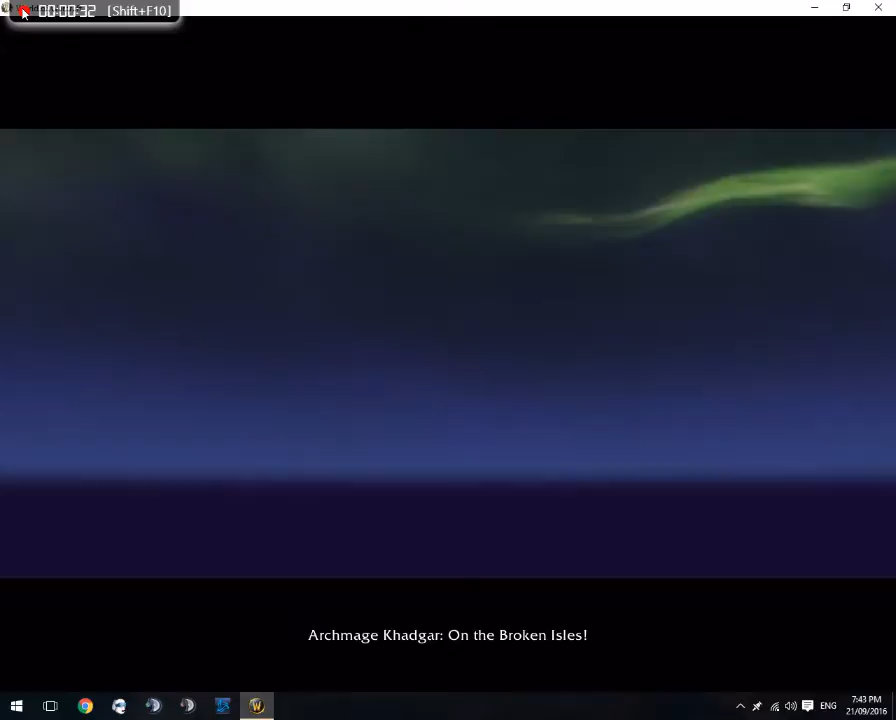 00:00:32 [Shift+F10]
Archmage Khadgar: On the Broken Isles!
ENG
7:43 PM
21/09/2016